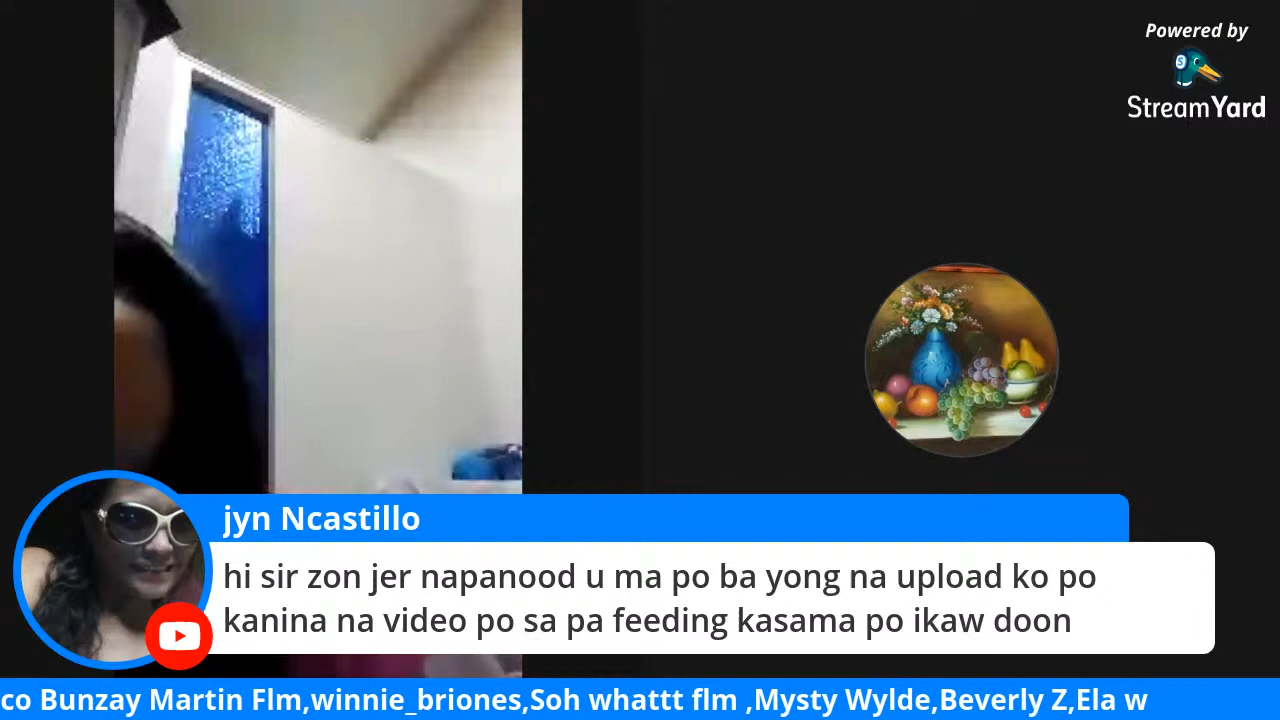 Powered by
StreamYard
jyn Ncastillo
hi sir zon jer napanood u ma po ba yong na upload ko po
kanina na video po sa pa feeding kasama po ikaw doon
co Bunzay Martin Flm,winnie_briones,Soh whattt flm ,Mysty Wylde,Beverly Z,Ela w